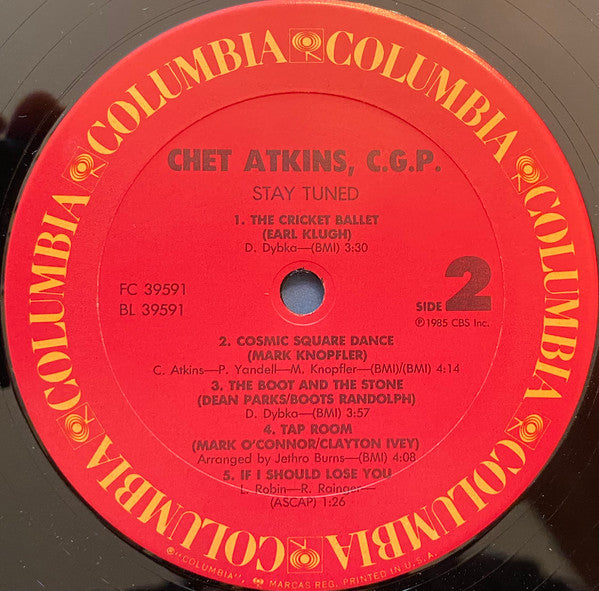 COLUMBIA COLUMBIA COLUMBIA COLUMBIA COLUMBIA COLUMBIA
CHET ATKINS, C.G.P.
STAY TUNED
1. THE CRICKET BALLET
(EARL KLUGH)
D. Dybka—(BMI) 3:30
FC 39591
BL 39591
SIDE 2
℗1985 CBS Inc.
2. COSMIC SQUARE DANCE
(MARK KNOPFLER)
C. Atkins—P. Yandell—M. Knopfler—(BMI)/(BMI) 4:14
3. THE BOOT AND THE STONE
(DEAN PARKS/BOOTS RANDOLPH)
D. Dybka—(BMI) 3:57
4. TAP ROOM
(MARK O'CONNOR/CLAYTON IVEY)
Arranged by Jethro Burns—(BMI) 4:08
5. IF I SHOULD LOSE YOU
L. Robin—R. Rainger—
(ASCAP) 1:26
®"COLUMBIA", MARCAS REG. PRINTED IN U.S.A.